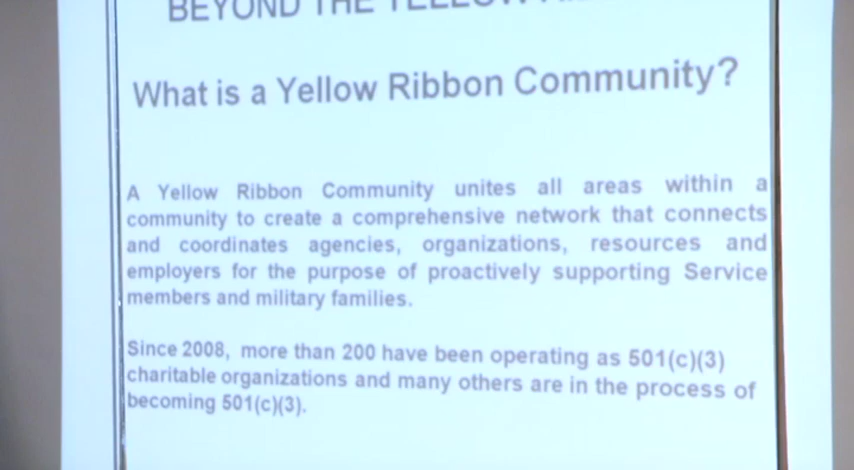 BEYOND THE YELLOW
What is a Yellow Ribbon Community?
A Yellow Ribbon Community unites all areas within a
community to create a comprehensive network that connects
and coordinates agencies, organizations, resources and
employers for the purpose of proactively supporting Service
members and military families.
Since 2008, more than 200 have been operating as 501(c)(3)
charitable organizations and many others are in the process of
becoming 501(c)(3).